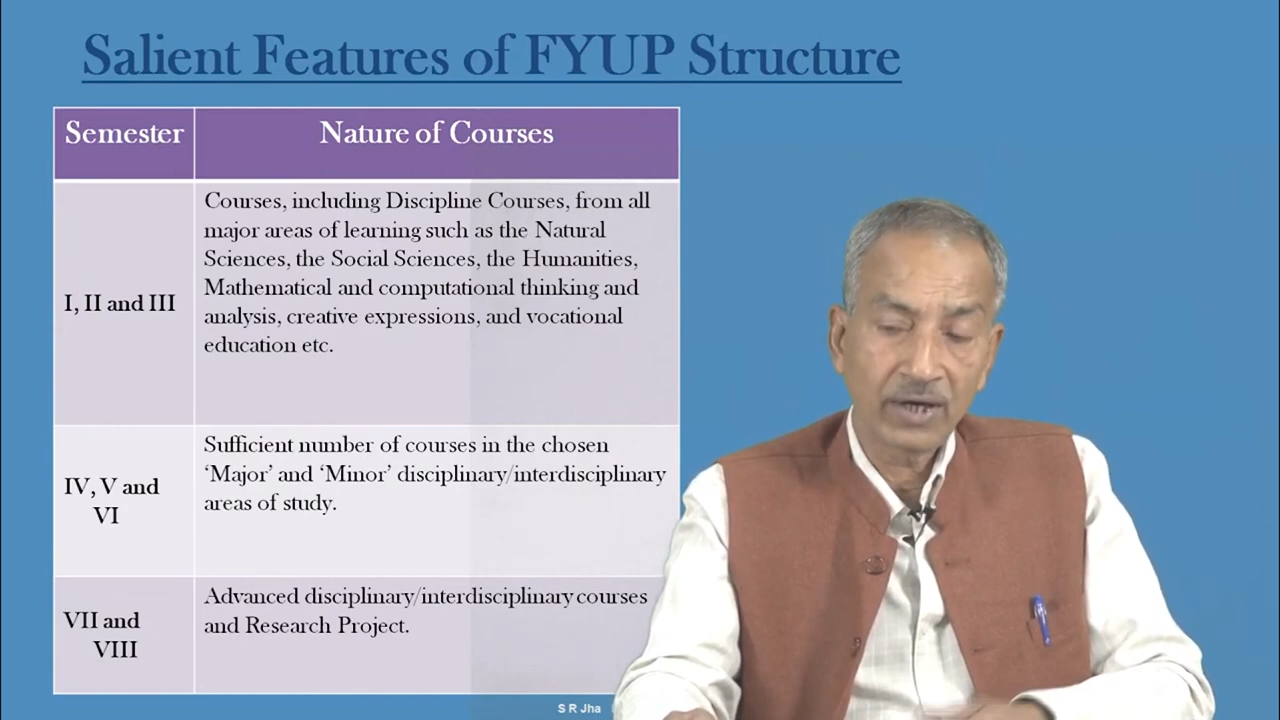 Salient Features of FYUP Structure
Semester
Nature of Courses
I, II and III
Courses, including Discipline Courses, from all
major areas of learning such as the Natural
Sciences, the Social Sciences, the Humanities,
Mathematical and computational thinking and
analysis, creative expressions, and vocational
education etc.
IV, V and
VI
Sufficient number of courses in the chosen
‘Major’ and ‘Minor’ disciplinary/interdisciplinary
areas of study.
VII and
VIII
Advanced disciplinary/interdisciplinary courses
and Research Project.
S R Jha